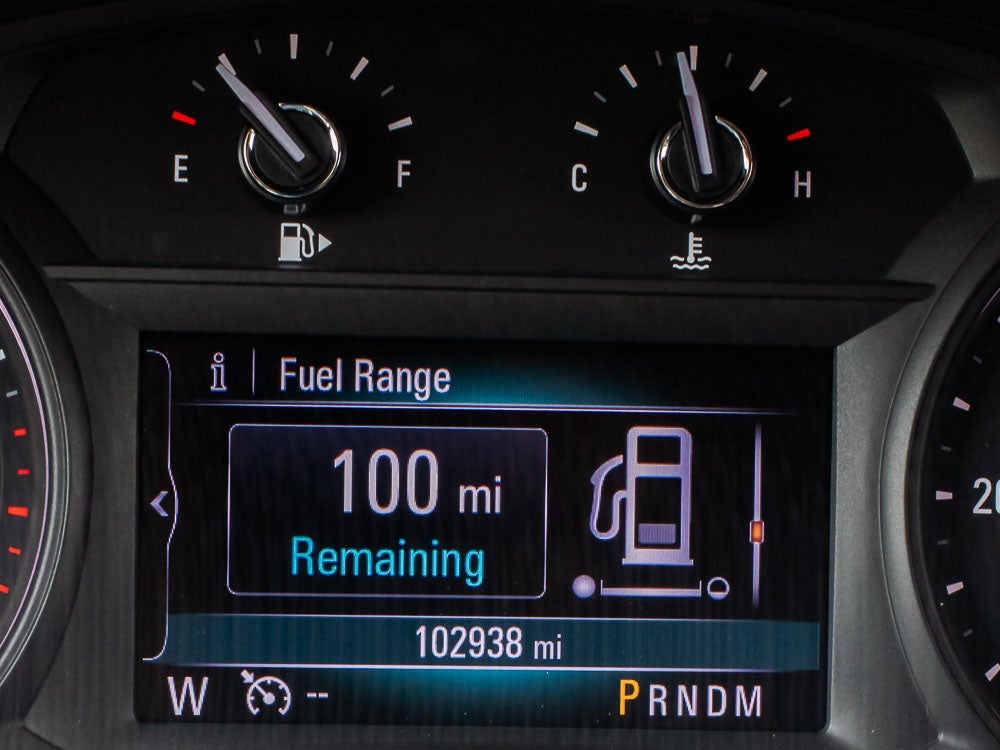 E F
C H
Fuel Range
100 mi
Remaining
102938 mi
W --
PRNDM